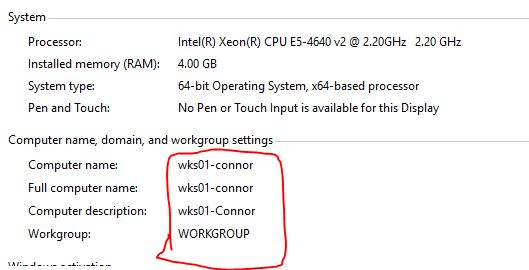 System
Processor: Intel(R) Xeon(R) CPU E5-4640 v2 @ 2.20GHz 2.20 GHz
Installed memory (RAM): 4.00 GB
System type: 64-bit Operating System, x64-based processor
Pen and Touch: No Pen or Touch Input is available for this Display
Computer name, domain, and workgroup settings
Computer name: wks01-connor
Full computer name: wks01-connor
Computer description: wks01-Connor
Workgroup: WORKGROUP
Windows activation